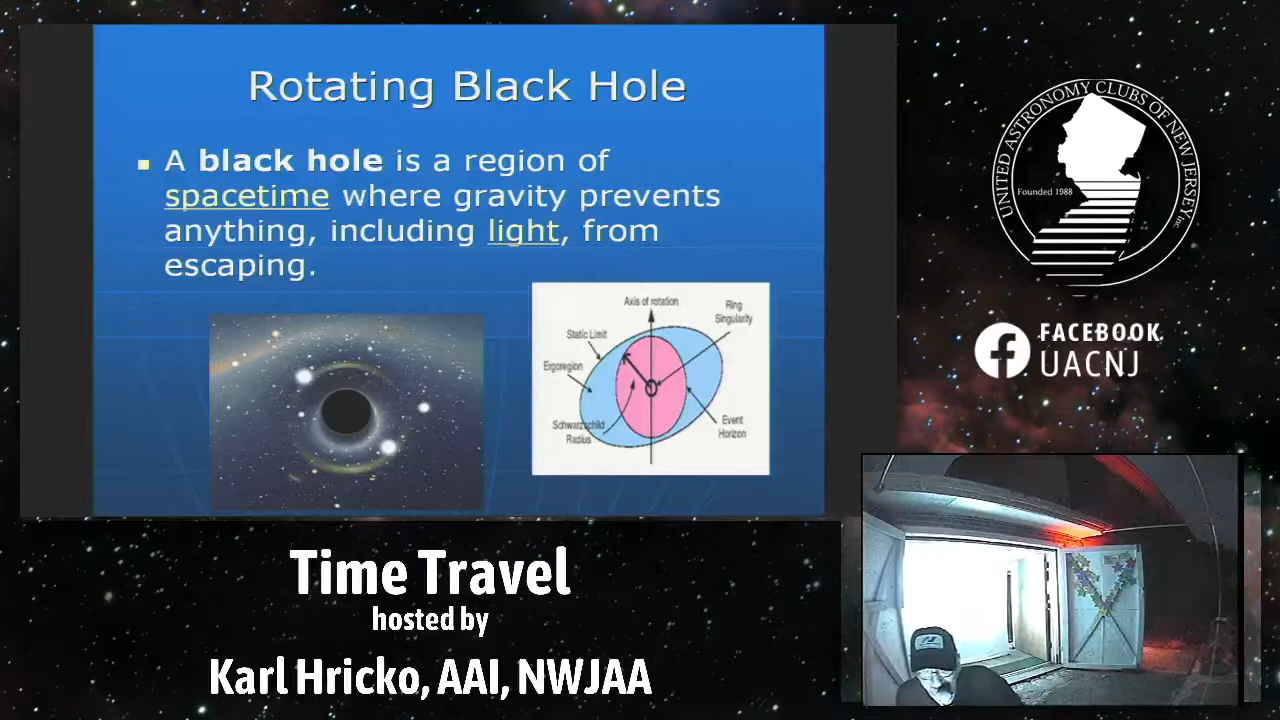 Rotating Black Hole
A black hole is a region of
spacetime where gravity prevents
anything, including light, from
escaping.
Axis of rotation
Ring
Singularity
Static Limit
Ergoregion
Schwarzschild
Radius
Event
Horizon
UNITED ASTRONOMY CLUBS OF NEW JERSEY, Inc.
Founded 1988
FACEBOOK
UACNJ
Time Travel
hosted by
Karl Hricko, AAI, NWJAA